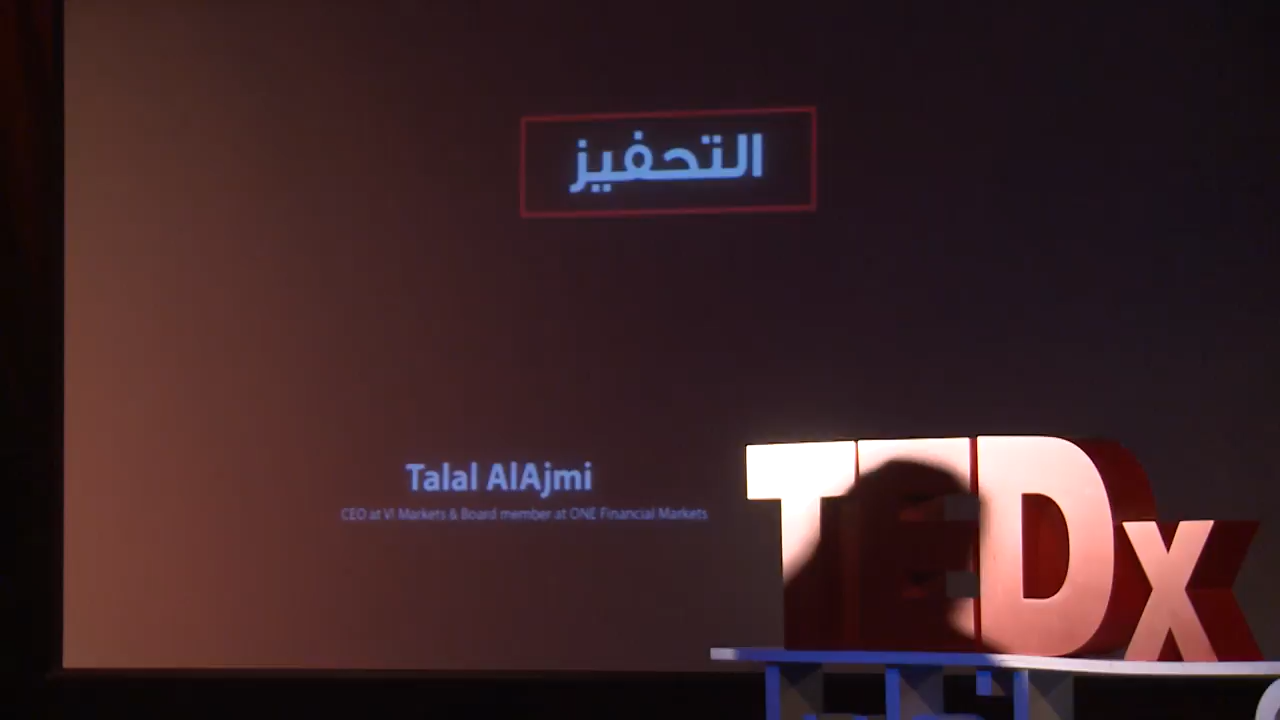 التحفيز
Talal AlAjmi
CEO at VI Markets & Board member at ONE Financial Markets
TEDx